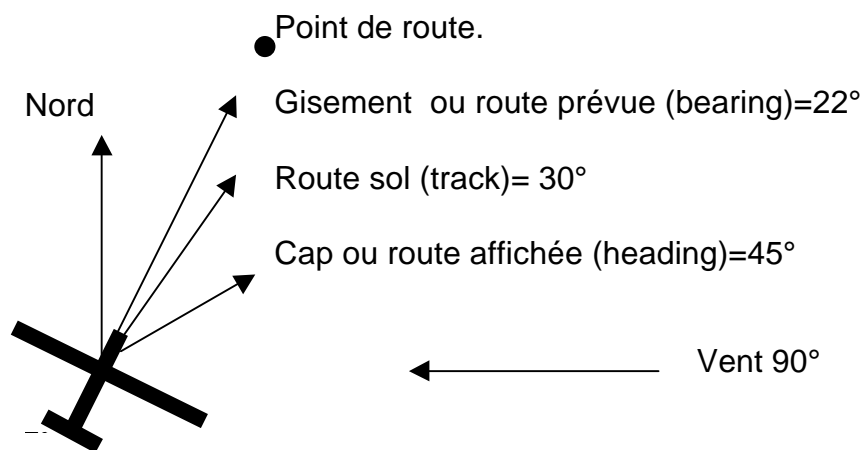 Point de route.
Nord
Gisement ou route prévue (bearing)=22°
Route sol (track)= 30°
Cap ou route affichée (heading)=45°
Vent 90°